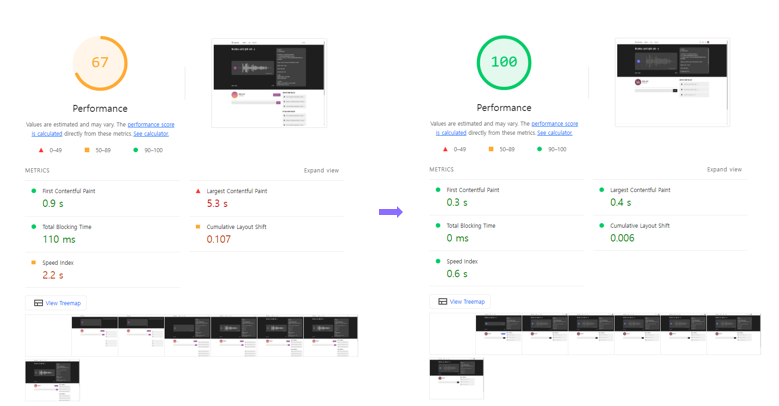 67
Performance
Values are estimated and may vary. The performance score
is calculated directly from these metrics. See calculator.
0–49
50–89
90–100
METRICS
Expand view
First Contentful Paint
0.9 s
Largest Contentful Paint
5.3 s
Total Blocking Time
110 ms
Cumulative Layout Shift
0.107
Speed Index
2.2 s
View Treemap
100
Performance
Values are estimated and may vary. The performance score
is calculated directly from these metrics. See calculator.
0–49
50–89
90–100
METRICS
Expand view
First Contentful Paint
0.3 s
Largest Contentful Paint
0.4 s
Total Blocking Time
0 ms
Cumulative Layout Shift
0.006
Speed Index
0.6 s
View Treemap